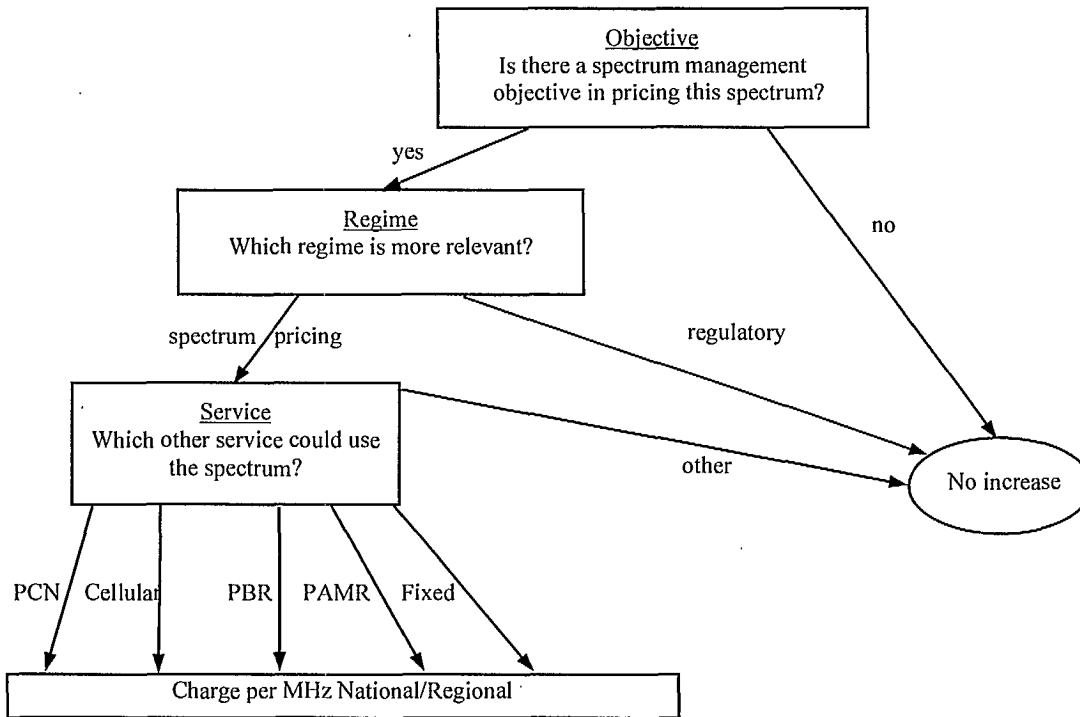 Objective
Is there a spectrum management
objective in pricing this spectrum?
yes
no
Regime
Which regime is more relevant?
spectrum pricing
regulatory
Service
Which other service could use
the spectrum?
other
No increase
PCN
Cellular
PBR
PAMR
Fixed
Charge per MHz National/Regional